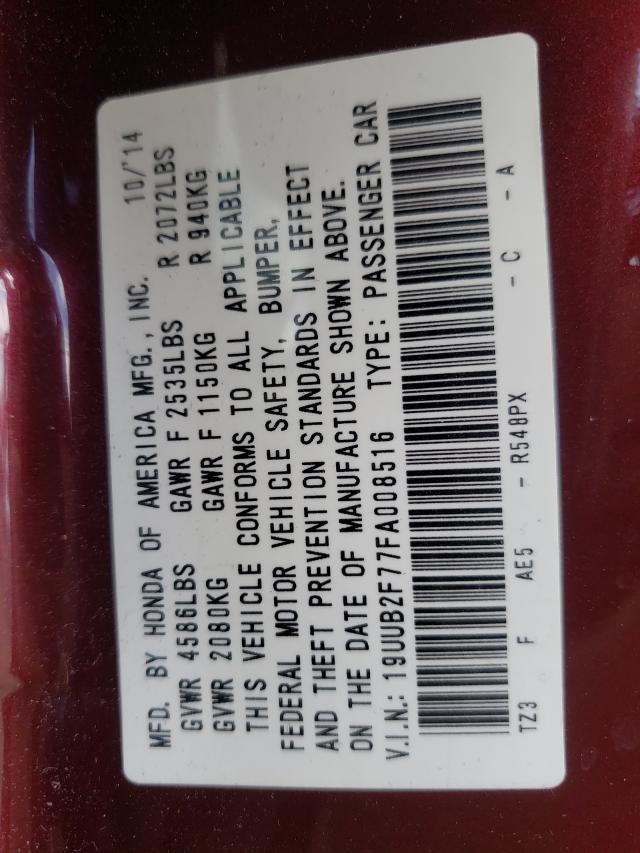 MFD. BY HONDA OF AMERICA MFG., INC. 10/'14
GVWR 4586LBS GAWR F 2535LBS R 2072LBS
GVWR 2080KG GAWR F 1150KG R 940KG
THIS VEHICLE CONFORMS TO ALL APPLICABLE
FEDERAL MOTOR VEHICLE SAFETY, BUMPER,
AND THEFT PREVENTION STANDARDS IN EFFECT
ON THE DATE OF MANUFACTURE SHOWN ABOVE.
V.I.N.: 19UUB2F77FA008516 TYPE: PASSENGER CAR
TZ3 F AE5 - R548PX - C - A